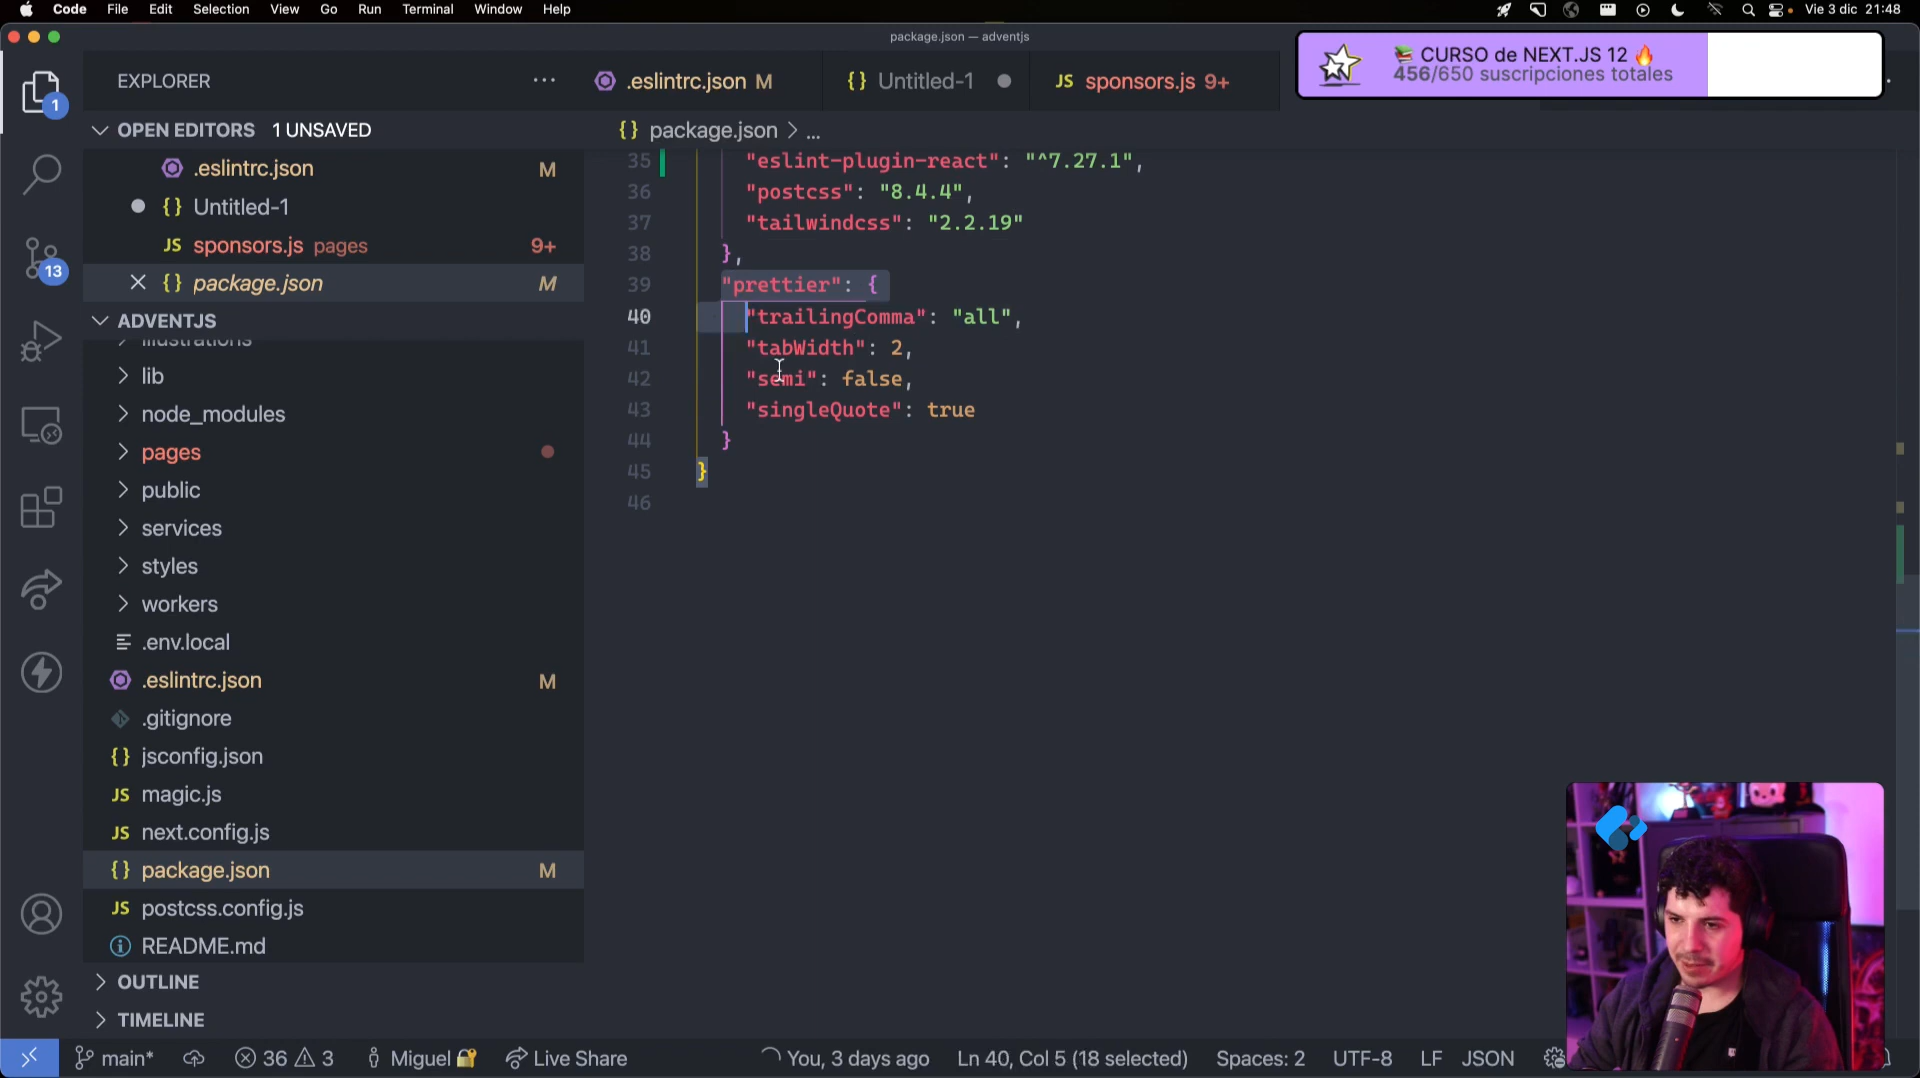 Code File Edit Selection View Go Run Terminal Window Help Vie 3 dic 21:48
package.json — adventjs
EXPLORER ···
.eslintrc.json M
{} Untitled-1
JS sponsors.js 9+
📚 CURSO de NEXT.JS 12 🔥
456/650 suscripciones totales
1
OPEN EDITORS 1 UNSAVED
.eslintrc.json M
{} Untitled-1
JS sponsors.js pages 9+
{} package.json M
13
ADVENTJS
illustrations
lib
node_modules
pages
public
services
styles
workers
.env.local
.eslintrc.json M
.gitignore
{} jsconfig.json
JS magic.js
JS next.config.js
{} package.json M
JS postcss.config.js
README.md
OUTLINE
TIMELINE
{} package.json > ...
35 "eslint-plugin-react": "^7.27.1",
36 "postcss": "8.4.4",
37 "tailwindcss": "2.2.19"
38 },
39 "prettier": {
40 "trailingComma": "all",
41 "tabWidth": 2,
42 "semi": false,
43 "singleQuote": true
44 }
45 }
46
main* 36 3 Miguel 🔐 Live Share You, 3 days ago Ln 40, Col 5 (18 selected) Spaces: 2 UTF-8 LF JSON